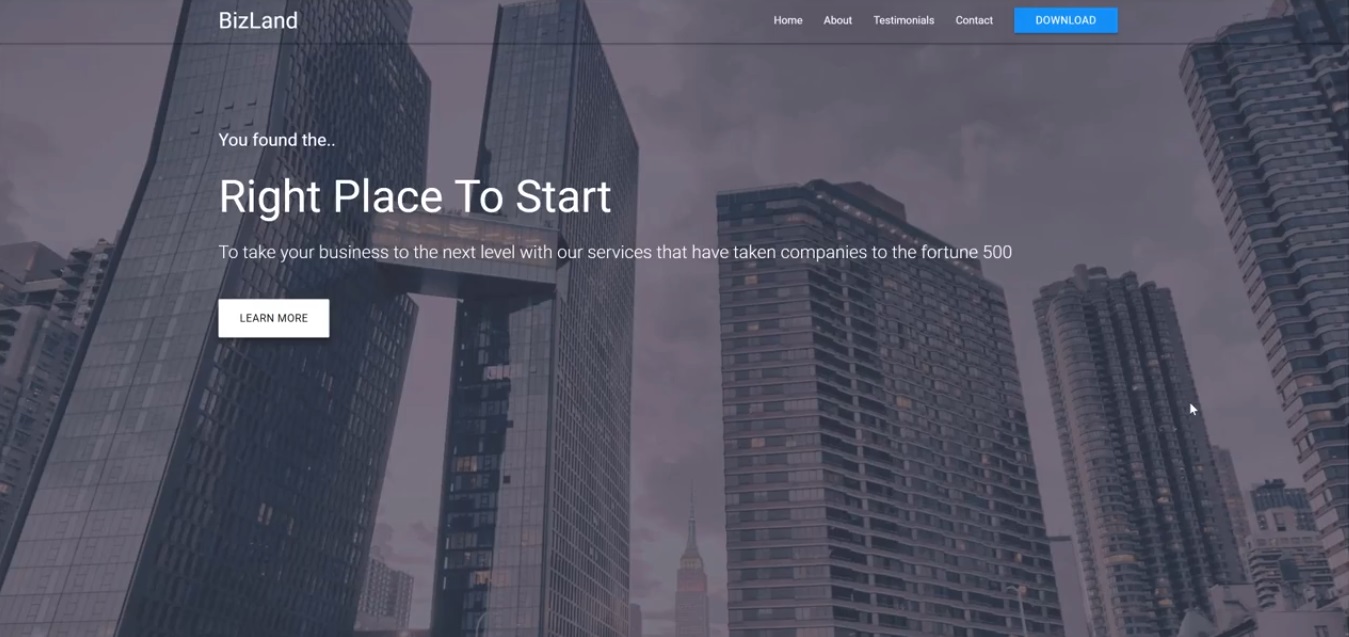 BizLand
Home About Testimonials Contact DOWNLOAD
You found the..
Right Place To Start
To take your business to the next level with our services that have taken companies to the fortune 500
LEARN MORE